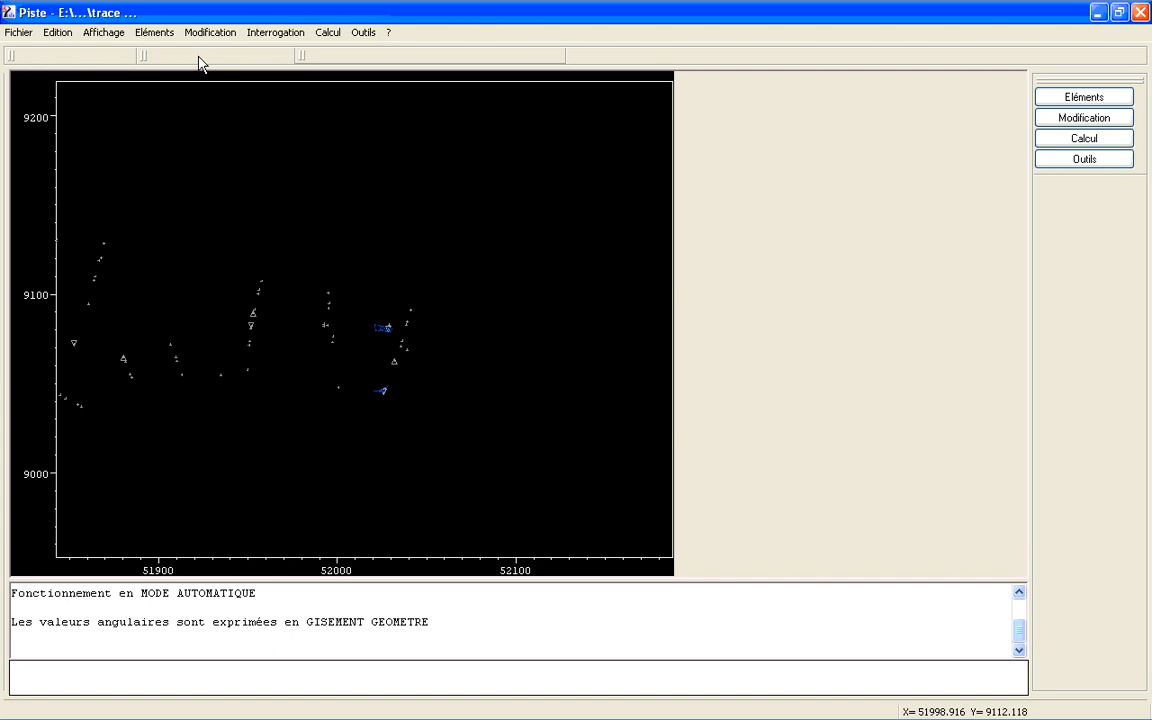 Piste - E:\...\trace ...
Fichier Edition Affichage Eléments Modification Interrogation Calcul Outils ?
Eléments
Modification
Calcul
Outils
9200
9100
9000
51900 52000 52100
Fonctionnement en MODE AUTOMATIQUE
Les valeurs angulaires sont exprimées en GISEMENT GEOMETRE
X= 51998.916 Y= 9112.118